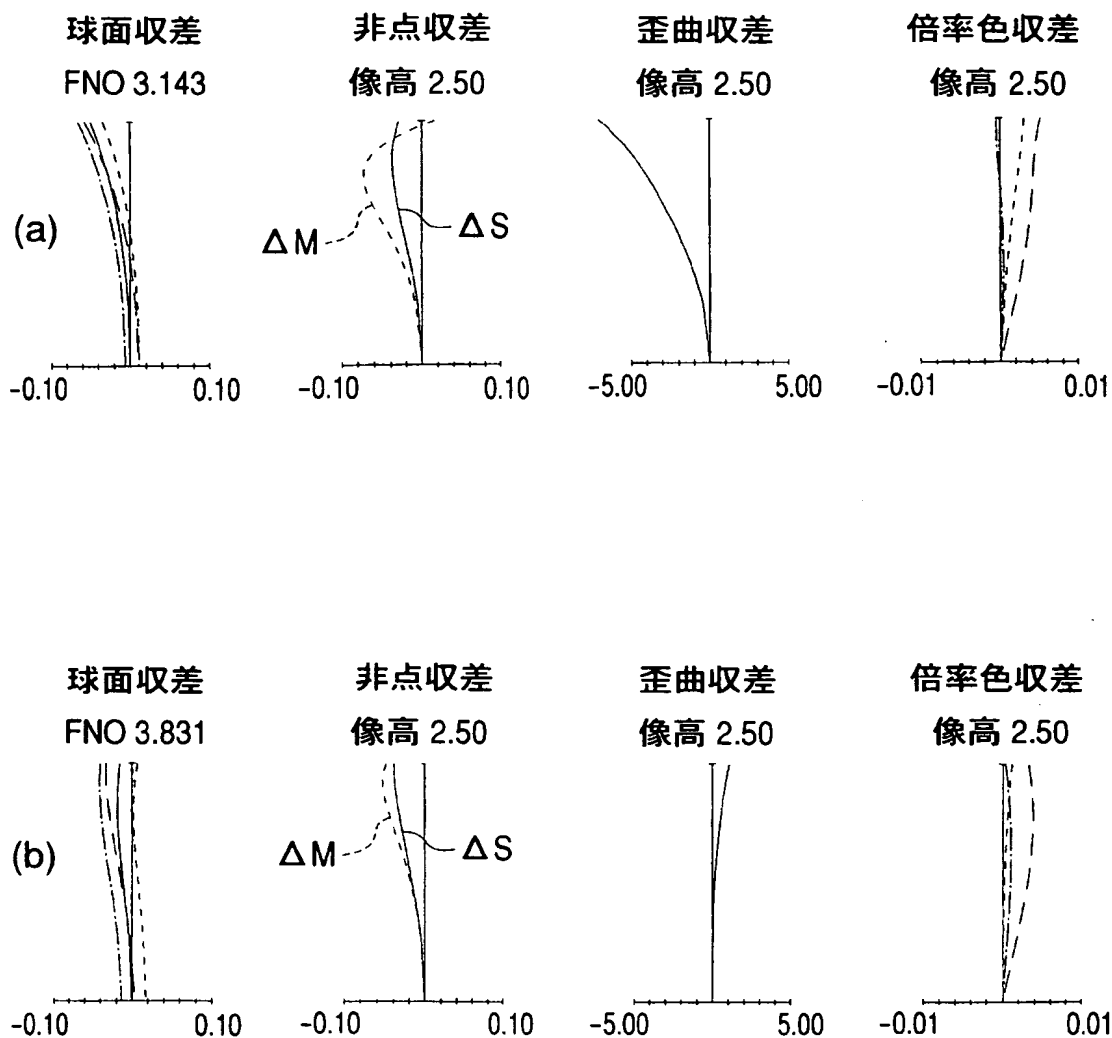 球面収差 非点収差 歪曲収差 倍率色収差
FNO 3.143 像高 2.50 像高 2.50 像高 2.50
(a) ΔM ΔS
-0.10 0.10 -0.10 0.10 -5.00 5.00 -0.01 0.01
球面収差 非点収差 歪曲収差 倍率色収差
FNO 3.831 像高 2.50 像高 2.50 像高 2.50
(b) ΔM ΔS
-0.10 0.10 -0.10 0.10 -5.00 5.00 -0.01 0.01